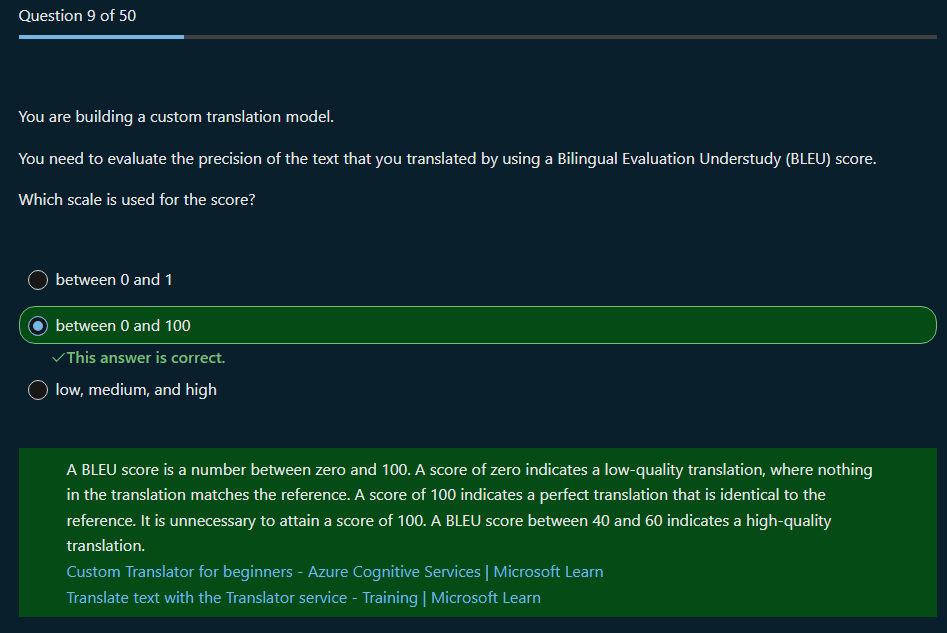 Question 9 of 50
You are building a custom translation model.
You need to evaluate the precision of the text that you translated by using a Bilingual Evaluation Understudy (BLEU) score.
Which scale is used for the score?
between 0 and 1
between 0 and 100
✓This answer is correct.
low, medium, and high
A BLEU score is a number between zero and 100. A score of zero indicates a low-quality translation, where nothing
in the translation matches the reference. A score of 100 indicates a perfect translation that is identical to the
reference. It is unnecessary to attain a score of 100. A BLEU score between 40 and 60 indicates a high-quality
translation.
Custom Translator for beginners - Azure Cognitive Services | Microsoft Learn
Translate text with the Translator service - Training | Microsoft Learn